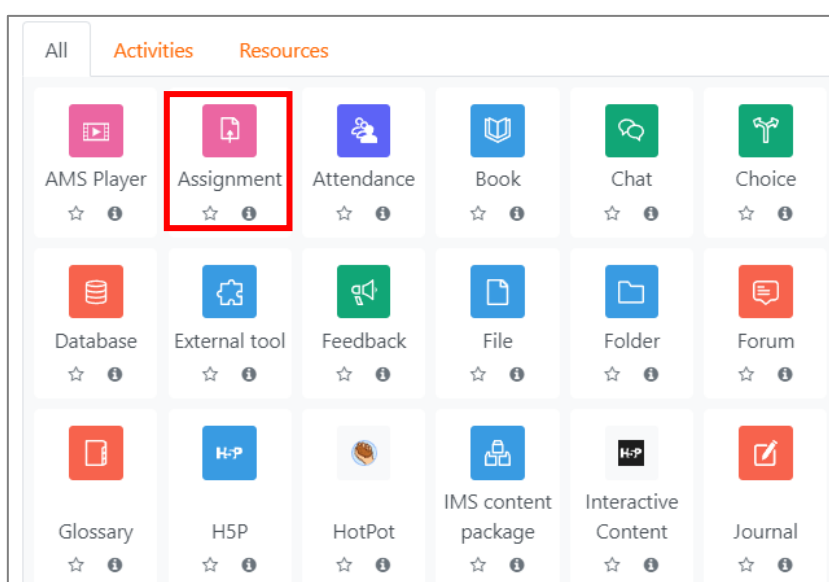 All Activities Resources
AMS Player Assignment Attendance Book Chat Choice
Database External tool Feedback File Folder Forum
H5P H5P
IMS content Interactive
Glossary H5P HotPot package Content Journal